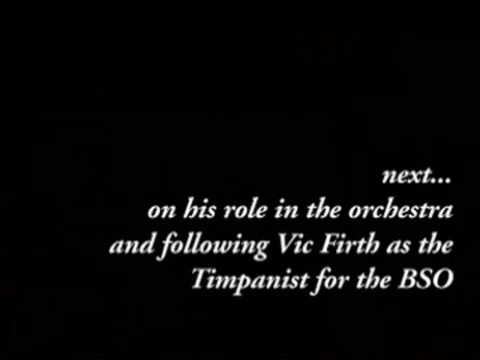 next...
on his role in the orchestra
and following Vic Firth as the
Timpanist for the BSO